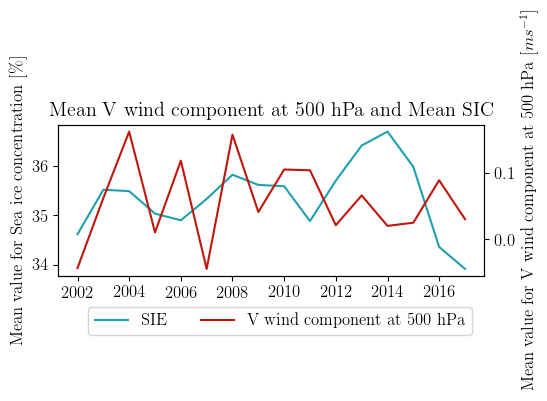 Mean V wind component at 500 hPa and Mean SIC
Mean value for Sea ice concentration [%]
36
35
34
0.1
0.0
Mean value for V wind component at 500 hPa [ms⁻¹]
2002 2004 2006 2008 2010 2012 2014 2016
SIE V wind component at 500 hPa